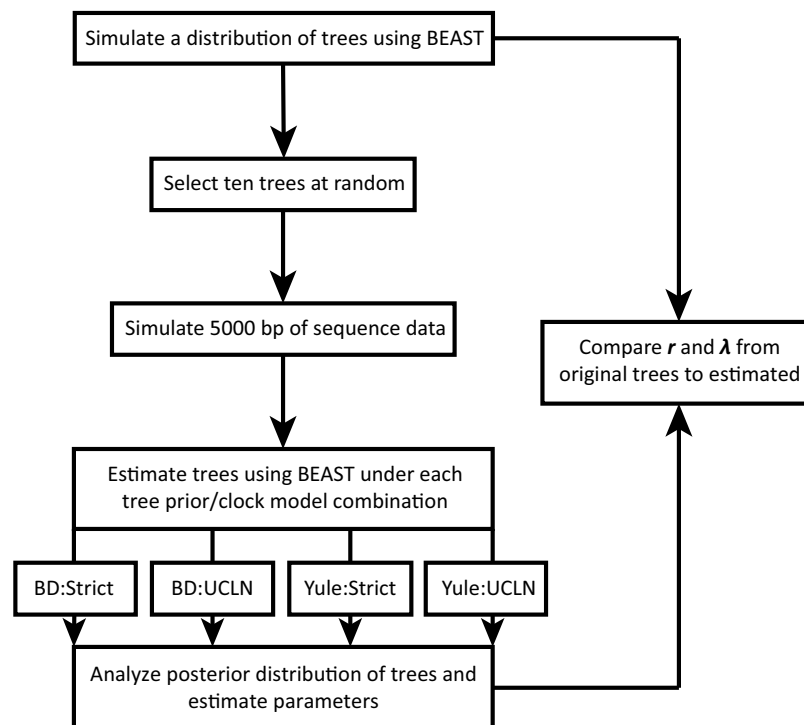 Simulate a distribution of trees using BEAST
Select ten trees at random
Simulate 5000 bp of sequence data
Compare r and λ from
original trees to estimated
Estimate trees using BEAST under each
tree prior/clock model combination
BD:Strict
BD:UCLN
Yule:Strict
Yule:UCLN
Analyze posterior distribution of trees and
estimate parameters